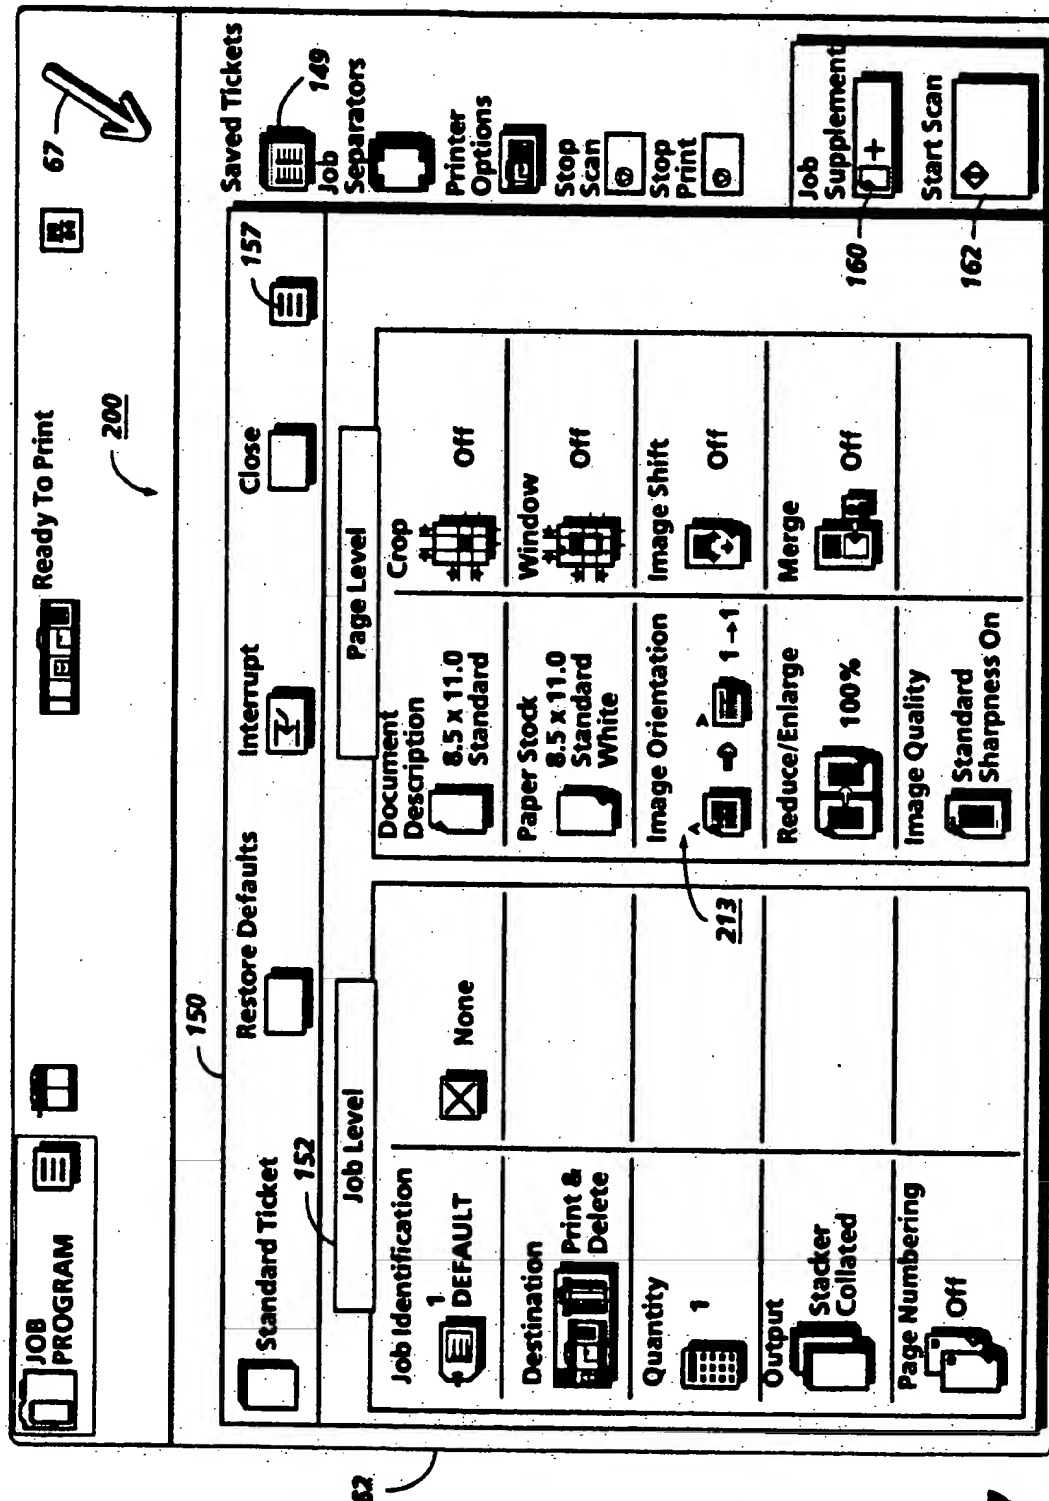 JOB
PROGRAM
Ready To Print
67
200
150
Standard Ticket
Restore Defaults
Interrupt
Close
157
152
Job Level
Page Level
Job Identification
1
DEFAULT
None
Destination
Print &
Delete
Quantity
1
Output
Stacker
Collated
Page Numbering
Off
Document
Description
8.5 x 11.0
Standard
Crop
Off
Paper Stock
8.5 x 11.0
Standard
White
Window
Off
Image Orientation
1→1
213
Image Shift
Off
Reduce/Enlarge
100%
Merge
Off
Image Quality
Standard
Sharpness On
Saved Tickets
149
Job
Separators
Printer
Options
Stop
Scan
Stop
Print
Job
Supplement
+
160
Start Scan
162
62